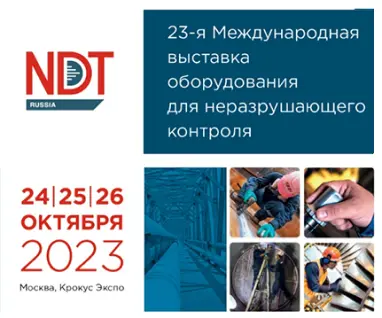 NDT
RUSSIA
23-я Международная
выставка
оборудования
для неразрушающего
контроля
24|25|26
ОКТЯБРЯ
2023
Москва, Крокус Экспо